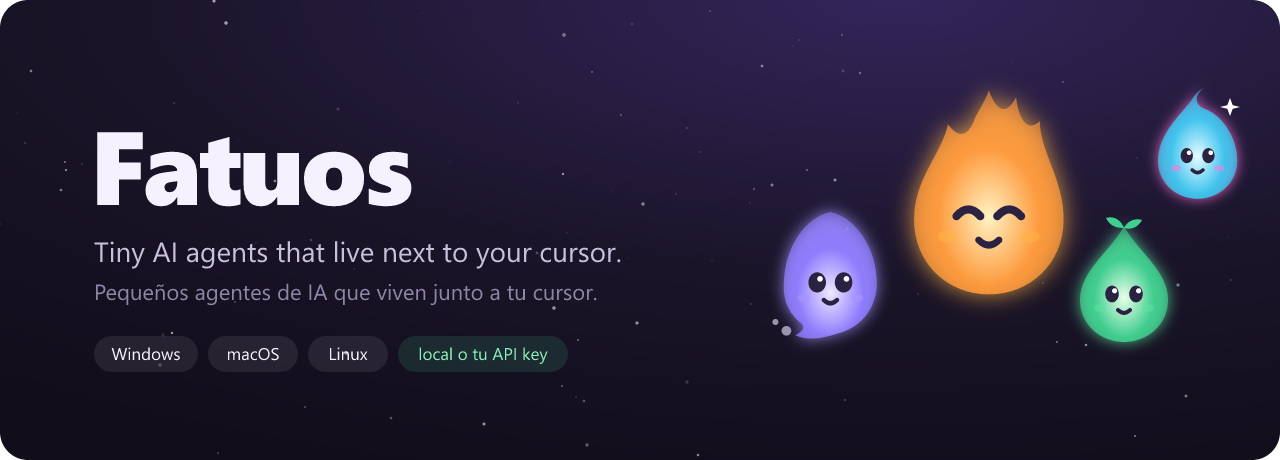 Fatuos
Tiny AI agents that live next to your cursor.
Pequeños agentes de IA que viven junto a tu cursor.
Windows macOS Linux local o tu API key